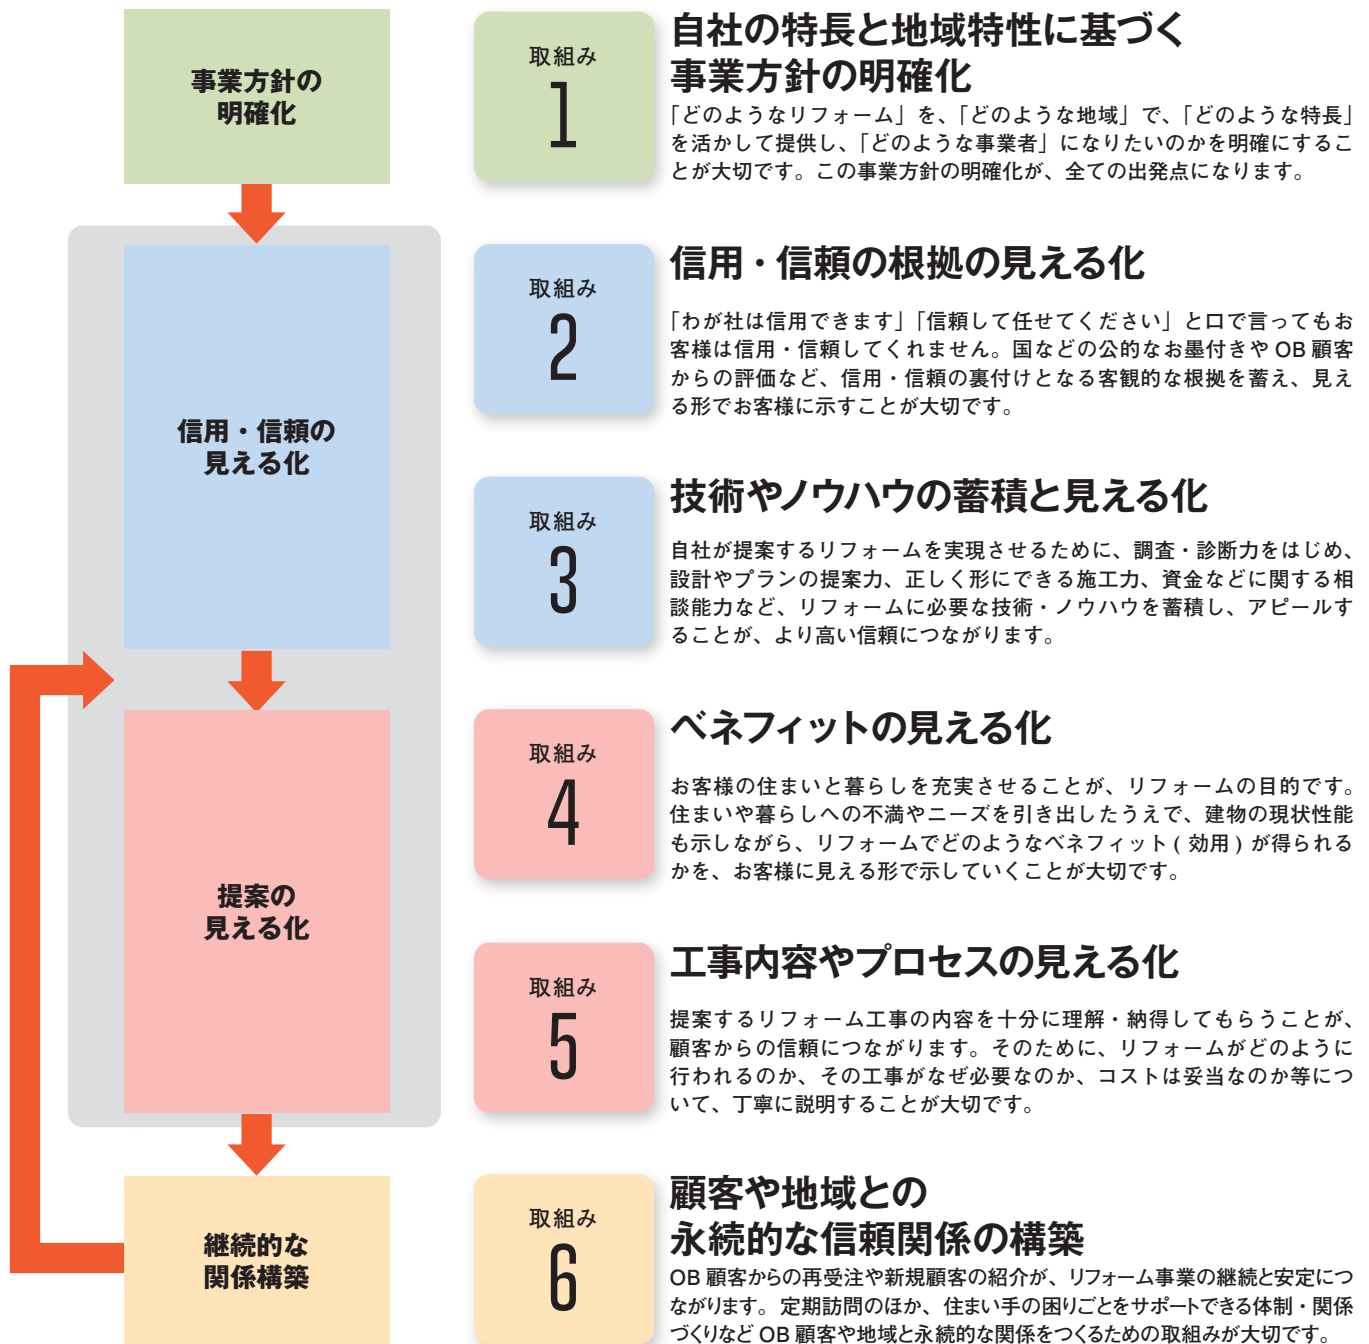 事業方針の
明確化
取組み
1
自社の特長と地域特性に基づく
事業方針の明確化
「どのようなリフォーム」を、「どのような地域」で、「どのような特長」
を活かして提供し、「どのような事業者」になりたいのかを明確にするこ
とが大切です。この事業方針の明確化が、全ての出発点になります。
信用・信頼の
見える化
取組み
2
信用・信頼の根拠の見える化
「わが社は信用できます」「信頼して任せてください」と口で言ってもお
客様は信用・信頼してくれません。国などの公的なお墨付きや OB 顧客
からの評価など、信用・信頼の裏付けとなる客観的な根拠を蓄え、見え
る形でお客様に示すことが大切です。
取組み
3
技術やノウハウの蓄積と見える化
自社が提案するリフォームを実現させるために、調査・診断力をはじめ、
設計やプランの提案力、正しく形にできる施工力、資金などに関する相
談能力など、リフォームに必要な技術・ノウハウを蓄積し、アピールす
ることが、より高い信頼につながります。
提案の
見える化
取組み
4
ベネフィットの見える化
お客様の住まいと暮らしを充実させることが、リフォームの目的です。
住まいや暮らしへの不満やニーズを引き出したうえで、建物の現状性能
も示しながら、リフォームでどのようなベネフィット ( 効用 ) が得られる
かを、お客様に見える形で示していくことが大切です。
取組み
5
工事内容やプロセスの見える化
提案するリフォーム工事の内容を十分に理解・納得してもらうことが、
顧客からの信頼につながります。そのために、リフォームがどのように
行われるのか、その工事がなぜ必要なのか、コストは妥当なのか等につ
いて、丁寧に説明することが大切です。
継続的な
関係構築
取組み
6
顧客や地域との
永続的な信頼関係の構築
OB 顧客からの再受注や新規顧客の紹介が、リフォーム事業の継続と安定につ
ながります。定期訪問のほか、住まい手の困りごとをサポートできる体制・関係
づくりなど OB 顧客や地域と永続的な関係をつくるための取組みが大切です。